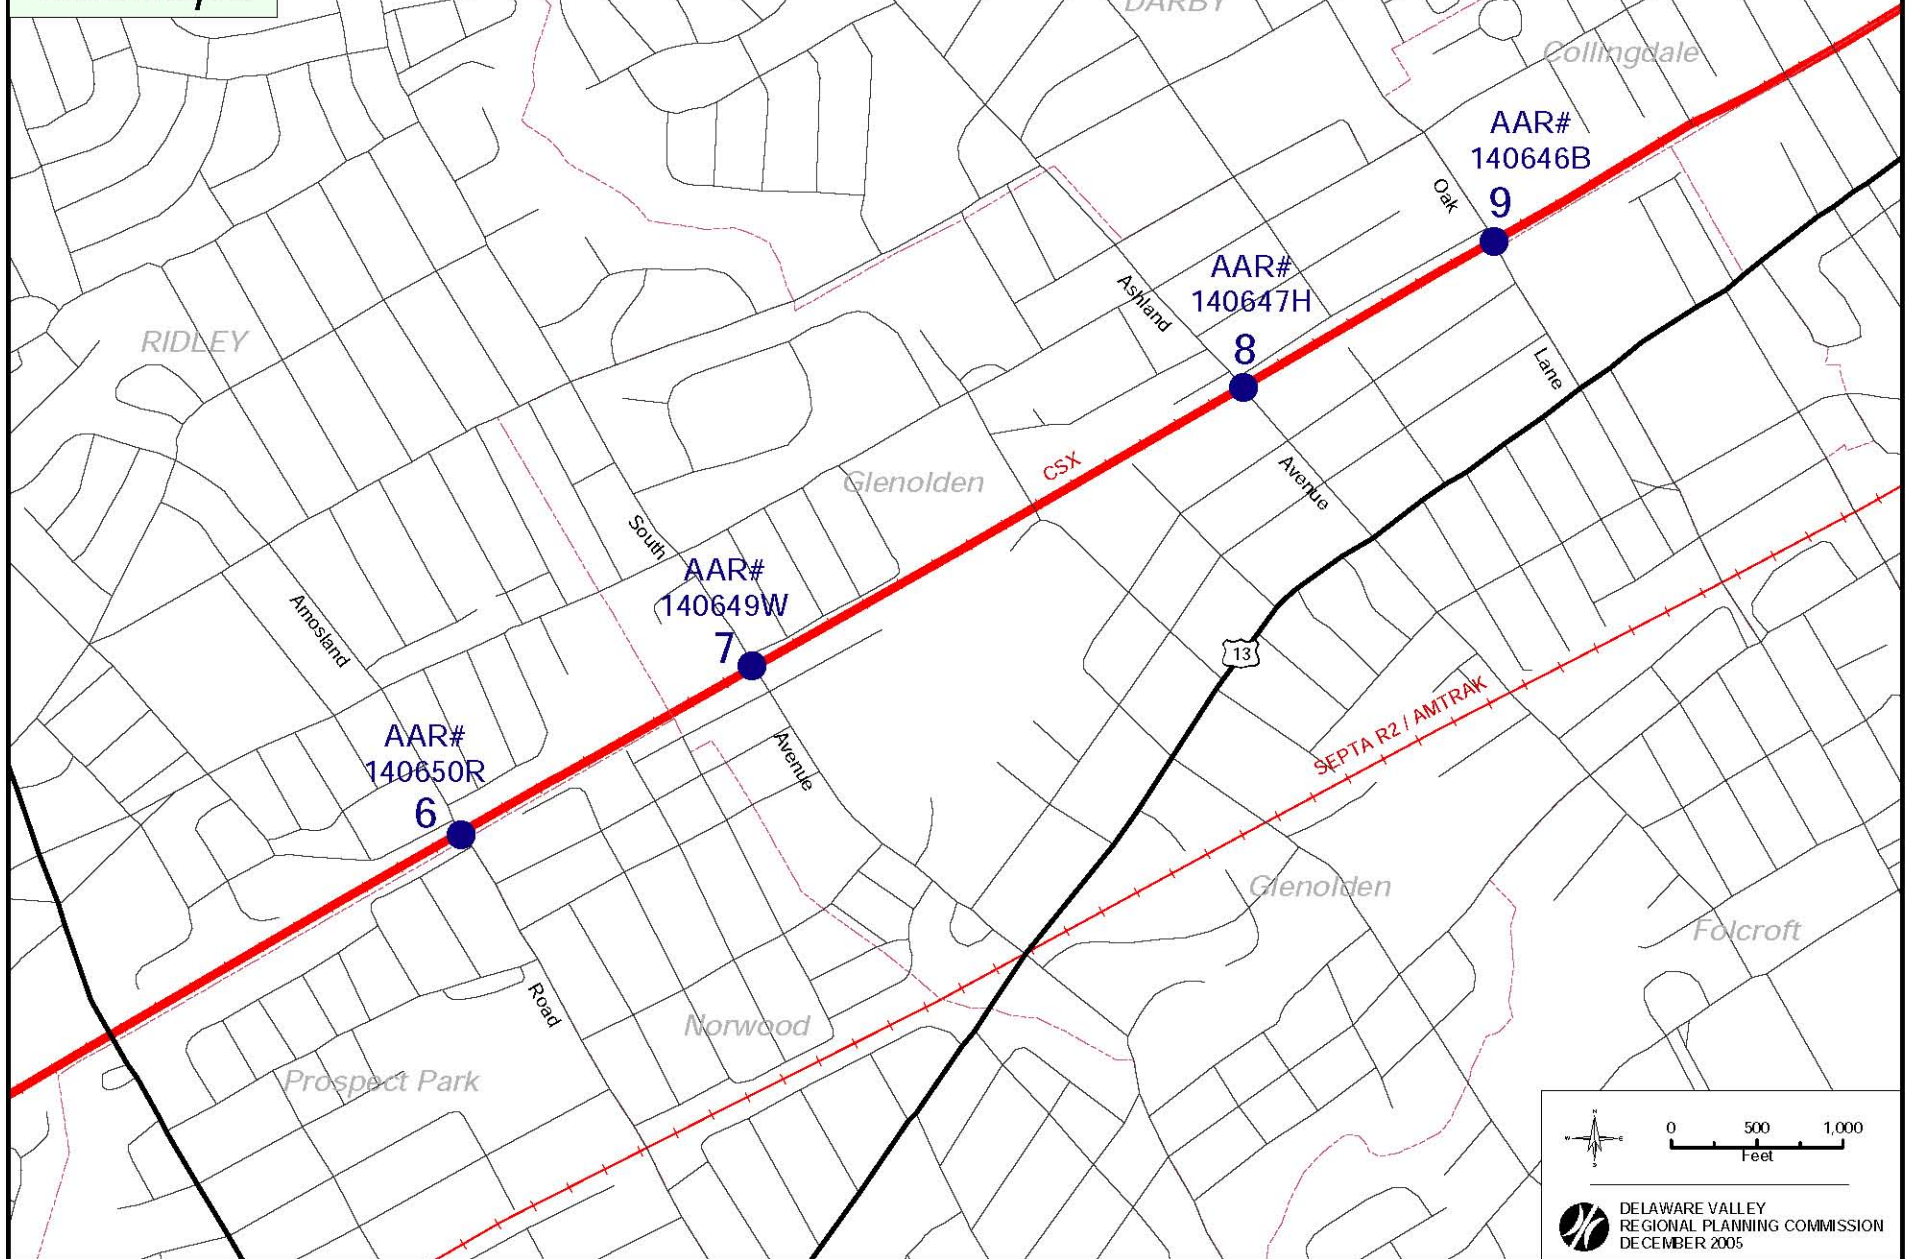 DARBY
Collingdale
AAR#
140646B
9
Oak
AAR#
140647H
8
Ashland
RIDLEY
Lane
CSX
Glenolden
Avenue
South
AAR#
140649W
7
Amosland
13
SEPTA R2 / AMTRAK
AAR#
140650R
6
Avenue
Glenolden
Folcroft
Road
Norwood
Prospect Park
N
W E
S
0 500 1,000
Feet
DELAWARE VALLEY
REGIONAL PLANNING COMMISSION
DECEMBER 2005